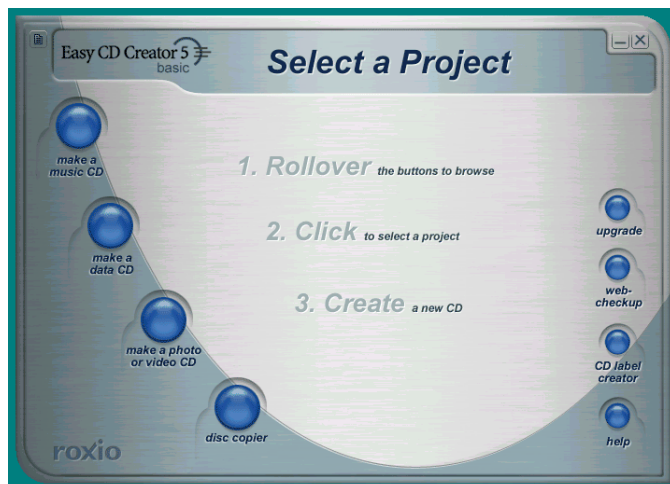 Easy CD Creator 5
basic
Select a Project
make a
music CD
1. Rollover the buttons to browse
make a
data CD
2. Click to select a project
upgrade
web-
checkup
3. Create a new CD
make a photo
or video CD
CD label
creator
disc copier
help
roxio